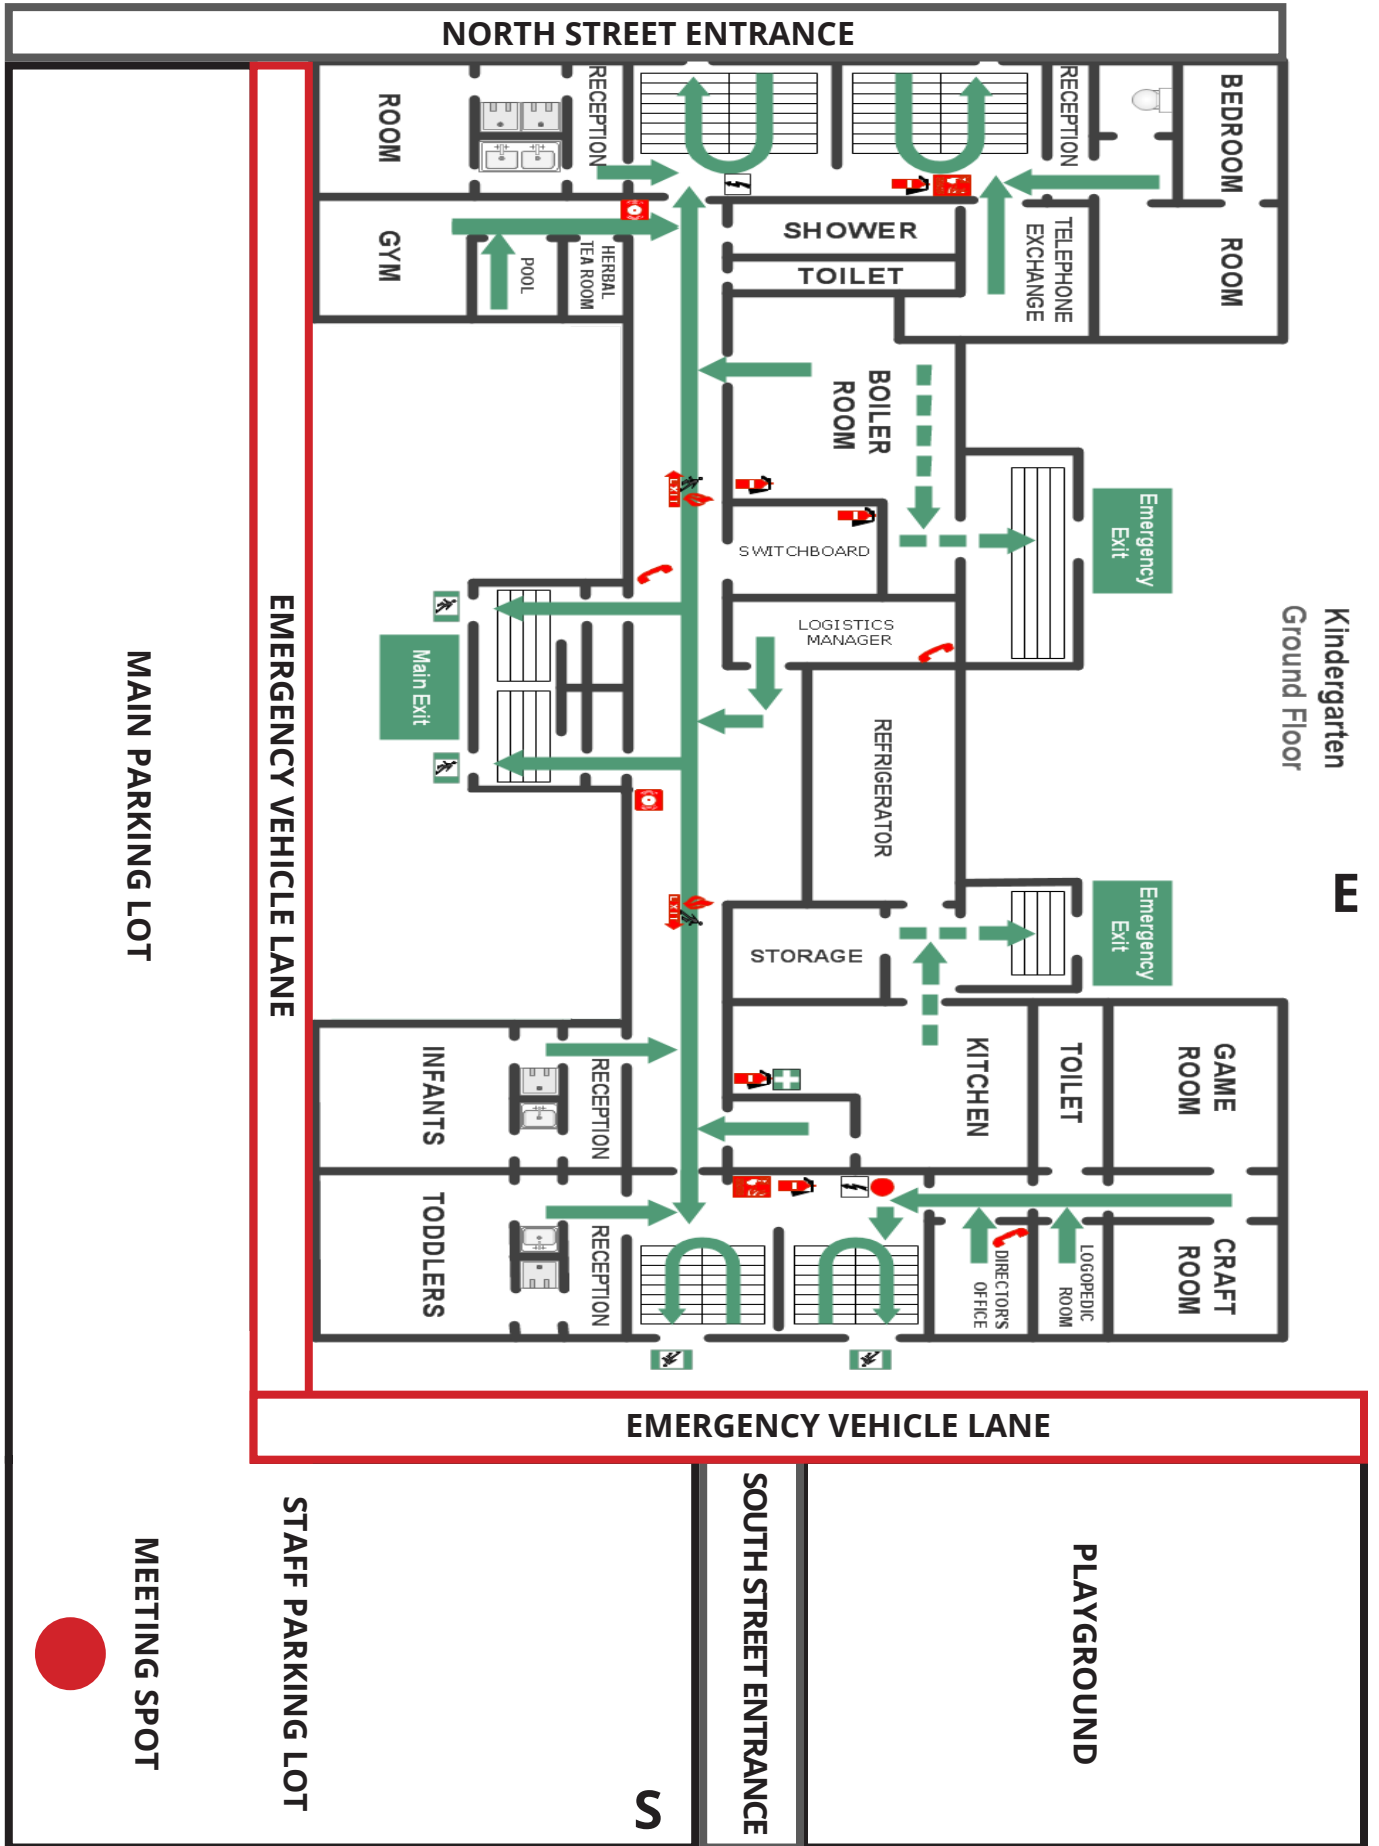 NORTH STREET ENTRANCE
ROOM
RECEPTION
RECEPTION
BEDROOM
GYM
POOL
HERBAL
TEA ROOM
SHOWER
TOILET
TELEPHONE
EXCHANGE
ROOM
BOILER
ROOM
EXIT
SWITCHBOARD
Emergency
Exit
LOGISTICS
MANAGER
Main Exit
Kindergarten
Ground Floor
REFRIGERATOR
EMERGENCY VEHICLE LANE
MAIN PARKING LOT
E
EXIT
STORAGE
Emergency
Exit
INFANTS
RECEPTION
KITCHEN
TOILET
GAME
ROOM
TODDLERS
RECEPTION
DIRECTOR'S
OFFICE
LOGOPEDIC
ROOM
CRAFT
ROOM
EMERGENCY VEHICLE LANE
MEETING SPOT
STAFF PARKING LOT
SOUTH STREET ENTRANCE
PLAYGROUND
S